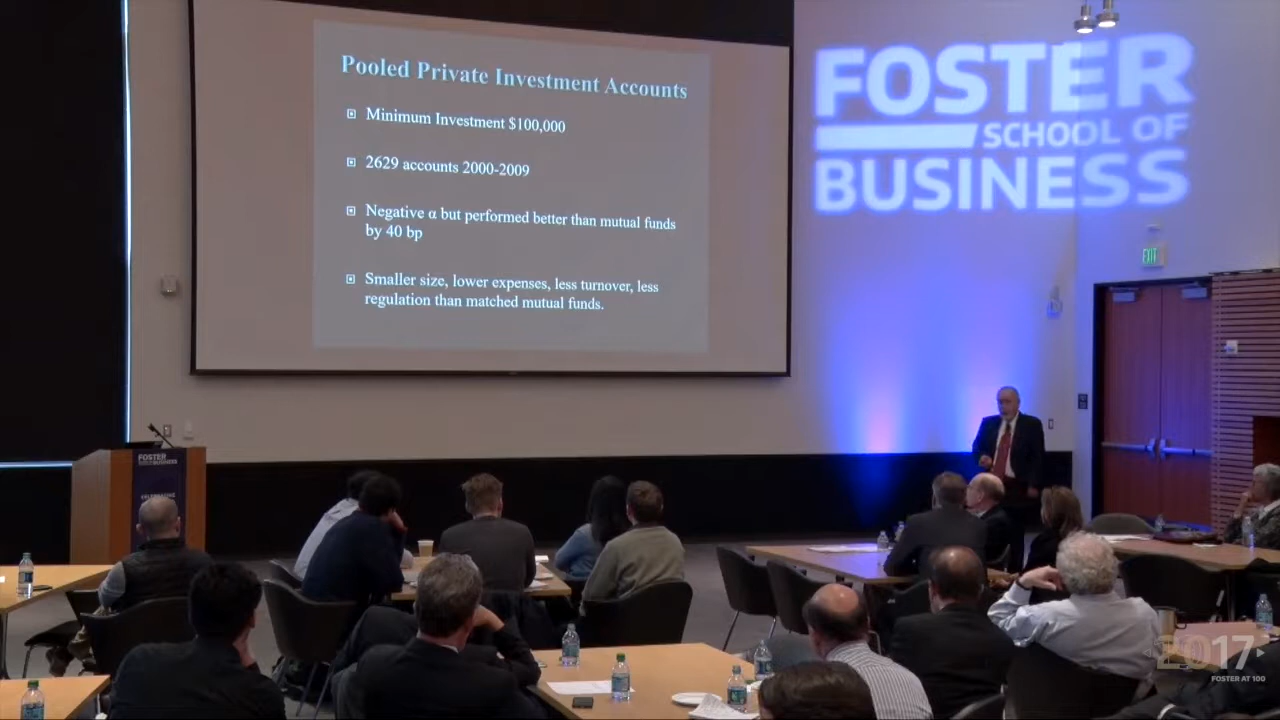 Pooled Private Investment Accounts
Minimum Investment $100,000
2629 accounts 2000-2009
Negative α but performed better than mutual funds
by 40 bp
Smaller size, lower expenses, less turnover, less
regulation than matched mutual funds.
FOSTER
SCHOOL OF
BUSINESS
EXIT
FOSTER
BUSINESS
2017
FOSTER AT 100